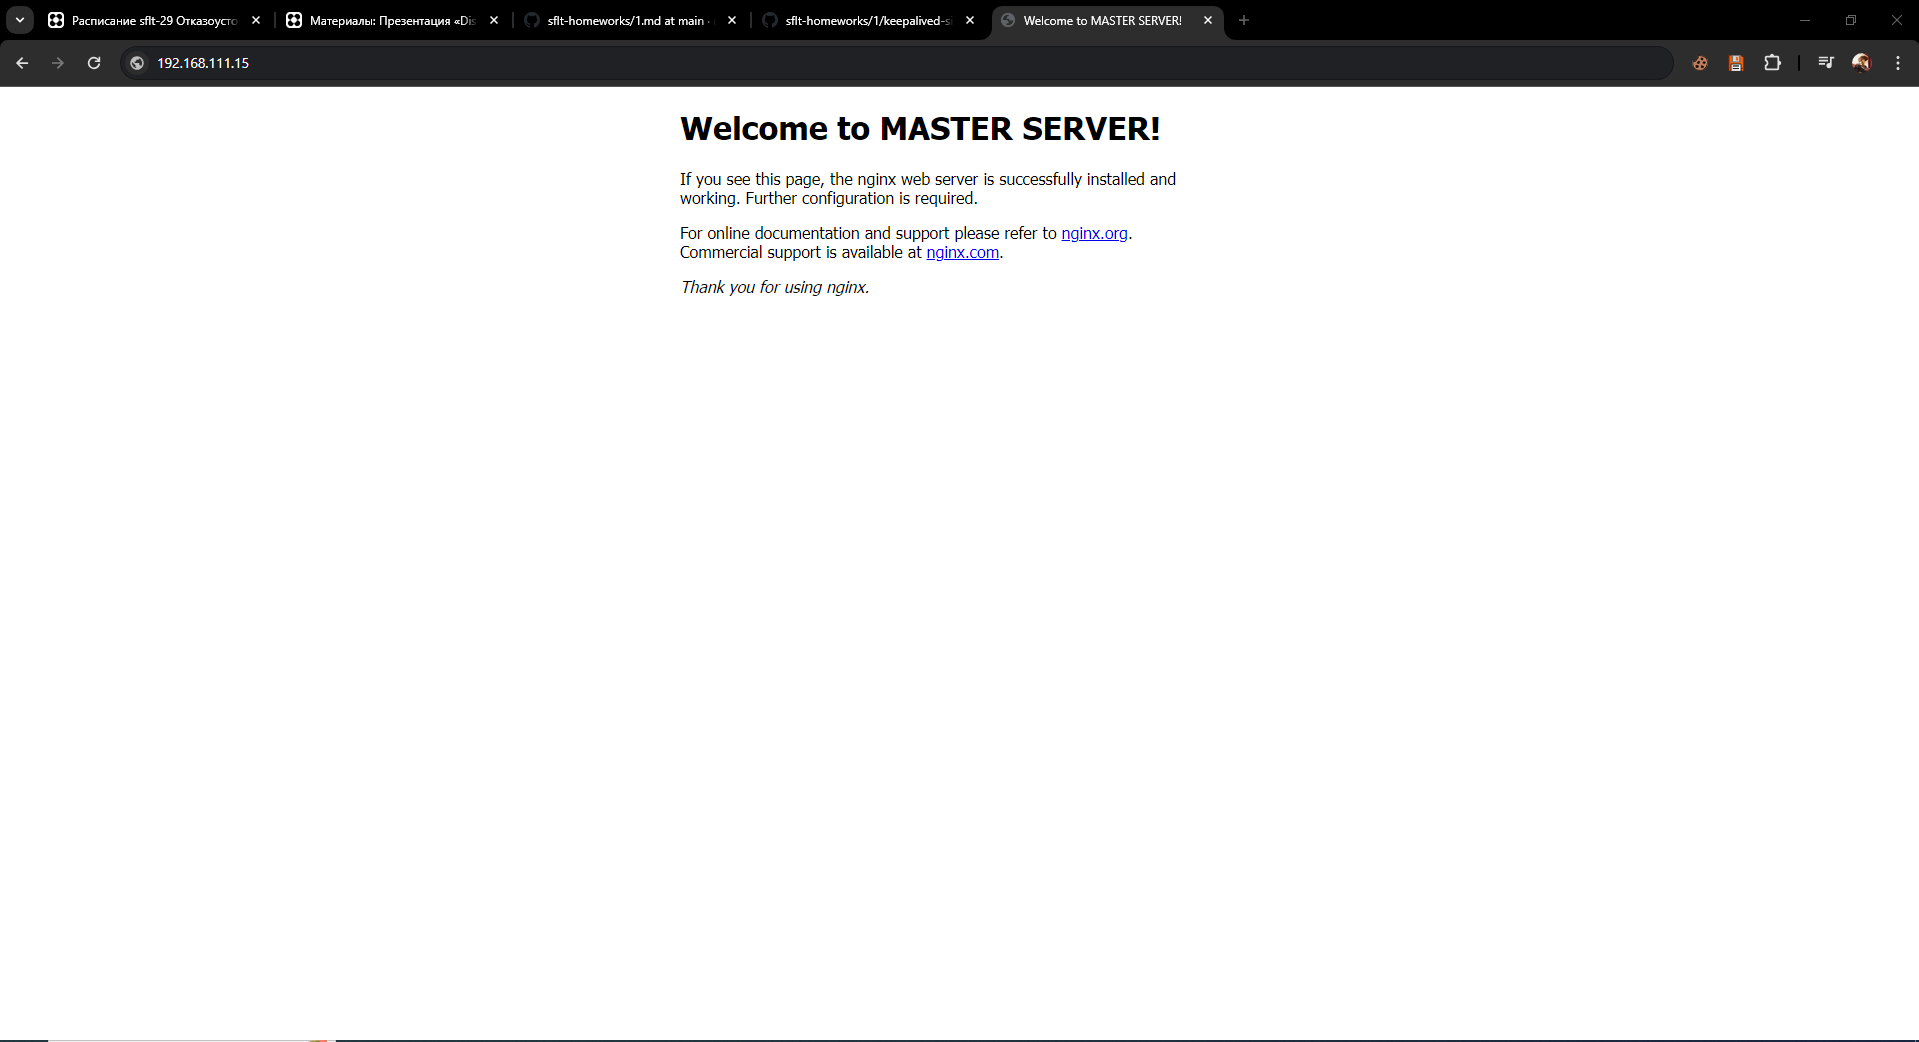 Расписание sflt-29 Отказоусто
Материалы: Презентация «Dis
sflt-homeworks/1.md at main ·
sflt-homeworks/1/keepalived-si
Welcome to MASTER SERVER!
192.168.111.15
Welcome to MASTER SERVER!
If you see this page, the nginx web server is successfully installed and
working. Further configuration is required.
For online documentation and support please refer to nginx.org.
Commercial support is available at nginx.com.
Thank you for using nginx.